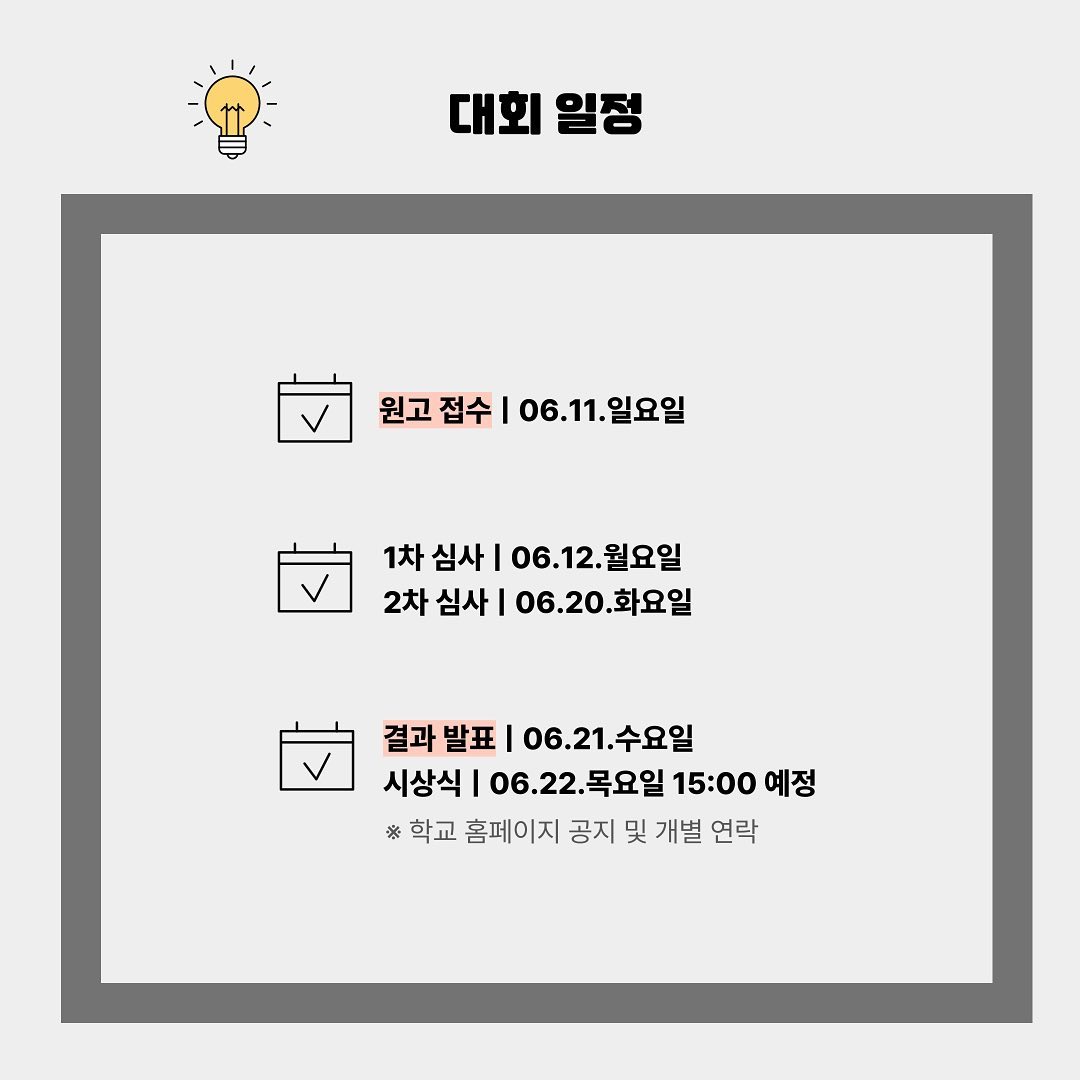 대회 일정
원고 접수 | 06.11.일요일
1차 심사 | 06.12.월요일
2차 심사 | 06.20.화요일
결과 발표 | 06.21.수요일
시상식 | 06.22.목요일 15:00 예정
※ 학교 홈페이지 공지 및 개별 연락